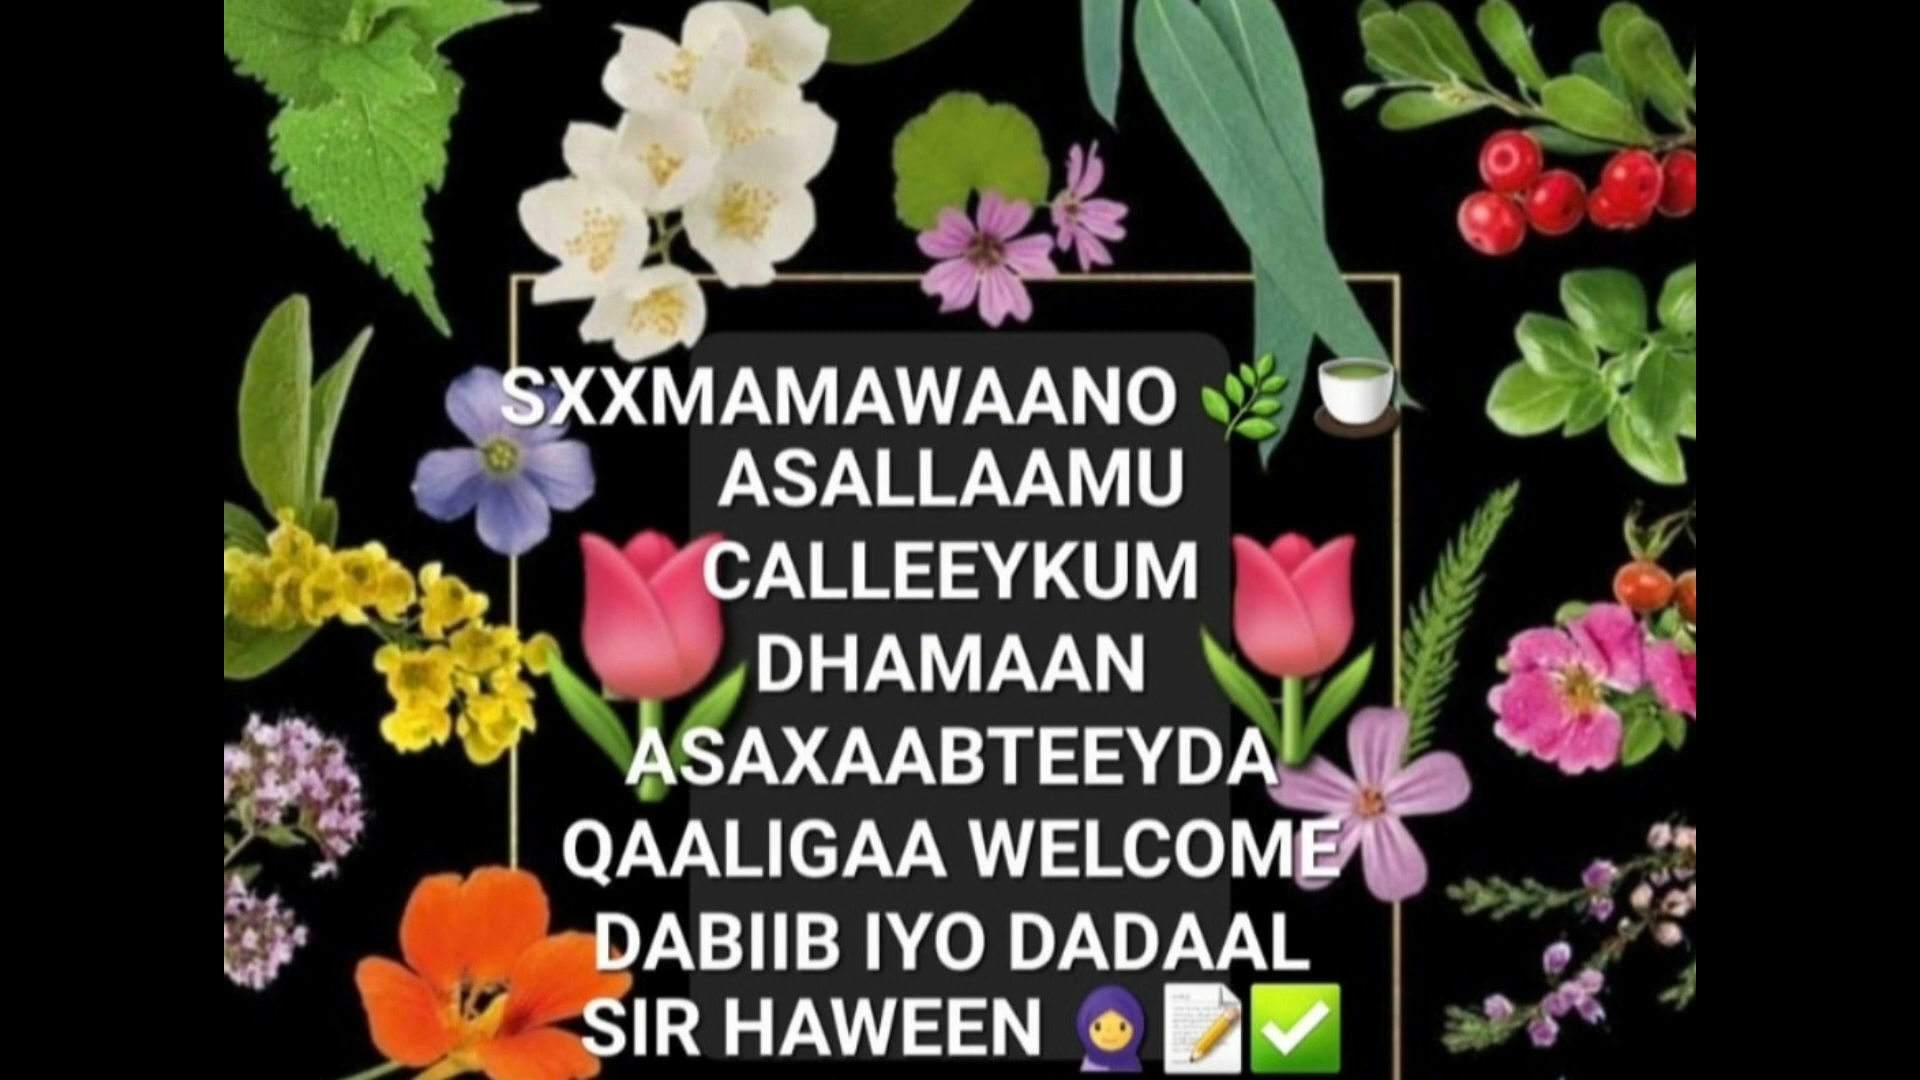 SXXMAMAWAANO 🌿 🍵
ASALLAAMU
🌷CALLEEYKUM🌷
DHAMAAN
ASAXAABTEEYDA
QAALIGAA WELCOME
DABIIB IYO DADAAL
SIR HAWEEN 🧕📝✅